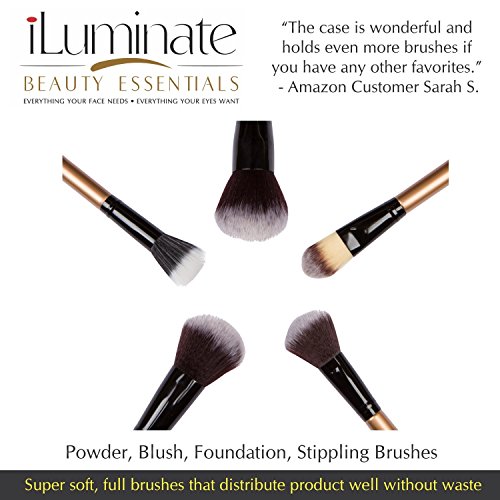 iLuminate
BEAUTY ESSENTIALS
EVERYTHING YOUR FACE NEEDS • EVERYTHING YOUR EYES WANT
“The case is wonderful and
holds even more brushes if
you have any other favorites.”
- Amazon Customer Sarah S.
Powder, Blush, Foundation, Stippling Brushes
Super soft, full brushes that distribute product well without waste